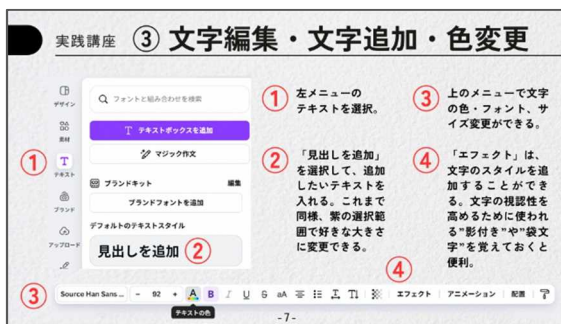 実践講座 ③ 文字編集・文字追加・色変更
デザイン
素材
テキスト
ブランド
アップロード
①
フォントと組み合わせを検索
T テキストボックスを追加
マジック作文
ブランドキット 編集
ブランドフォントを追加
デフォルトのテキストスタイル
見出しを追加 ②
① 左メニューの
テキストを選択。
② 「見出しを追加」
を選択して、追加
したいテキストを
入れる。これまで
同様、紫の選択範
囲で好きな大きさ
に変更できる。
③ 上のメニューで文字
の色・フォント、サ
イズ変更ができる。
④ 「エフェクト」は、
文字のスタイルを追
加することができ
る。文字の視認性を
高めるために使われ
る”影付き”や”袋文
字”を覚えておくと
便利。
④
③ Source Han Sans ... - 92 + A B I U S aA エフェクト アニメーション 配置
テキストの色
-7-